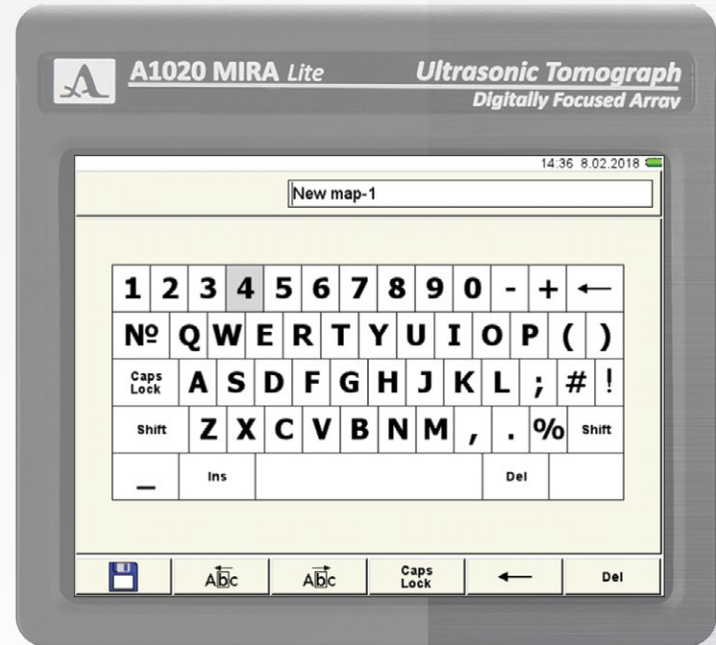 A1020 MIRA Lite
Ultrasonic Tomograph
Digitally Focused Array
14:36 8.02.2018
New map-1
1 2 3 4 5 6 7 8 9 0 - + ←
№ Q W E R T Y U I O P ( )
Caps Lock A S D F G H J K L ; # !
Shift Z X C V B N M , . % Shift
_ Ins Del
Abc Abc Caps Lock ← Del